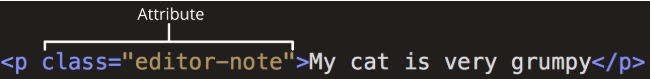 Attribute
<p class="editor-note">My cat is very grumpy</p>